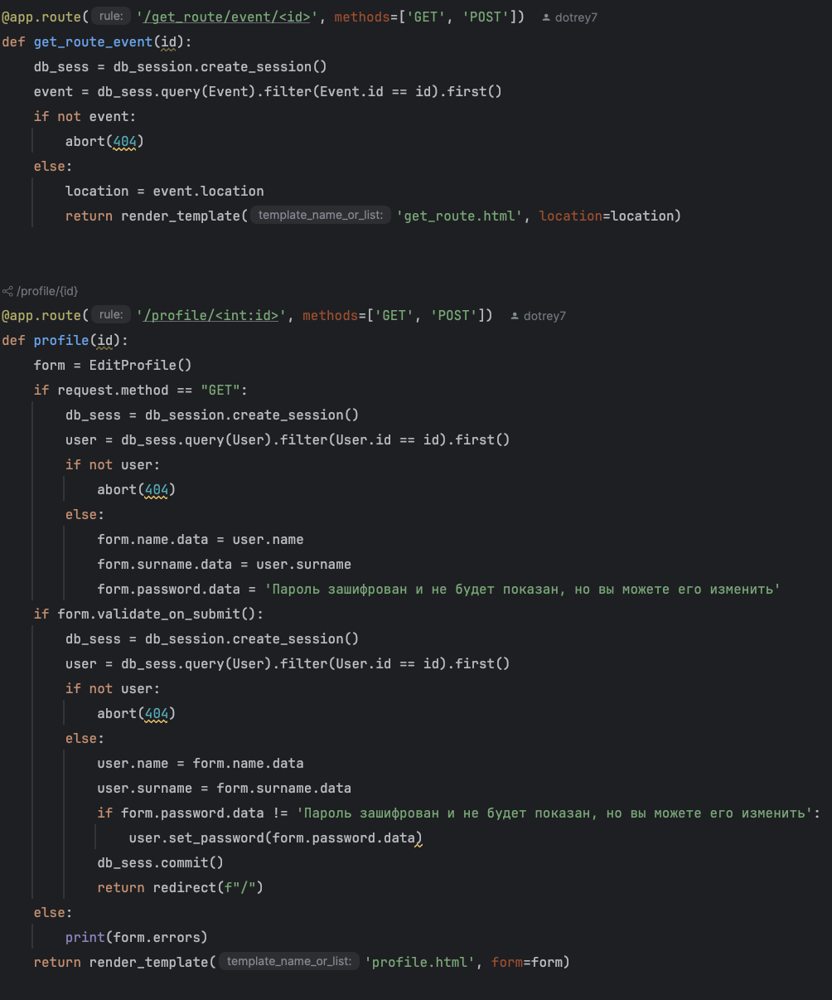 @app.route( rule: '/get_route/event/<id>', methods=['GET', 'POST']) dotrey7
def get_route_event(id):
    db_sess = db_session.create_session()
    event = db_sess.query(Event).filter(Event.id == id).first()
    if not event:
        abort(404)
    else:
        location = event.location
        return render_template( template_name_or_list: 'get_route.html', location=location)
/profile/{id}
@app.route( rule: '/profile/<int:id>', methods=['GET', 'POST']) dotrey7
def profile(id):
    form = EditProfile()
    if request.method == "GET":
        db_sess = db_session.create_session()
        user = db_sess.query(User).filter(User.id == id).first()
        if not user:
            abort(404)
        else:
            form.name.data = user.name
            form.surname.data = user.surname
            form.password.data = 'Пароль зашифрован и не будет показан, но вы можете его изменить'
    if form.validate_on_submit():
        db_sess = db_session.create_session()
        user = db_sess.query(User).filter(User.id == id).first()
        if not user:
            abort(404)
        else:
            user.name = form.name.data
            user.surname = form.surname.data
            if form.password.data != 'Пароль зашифрован и не будет показан, но вы можете его изменить':
                user.set_password(form.password.data)
            db_sess.commit()
            return redirect(f"/")
    else:
        print(form.errors)
    return render_template( template_name_or_list: 'profile.html', form=form)